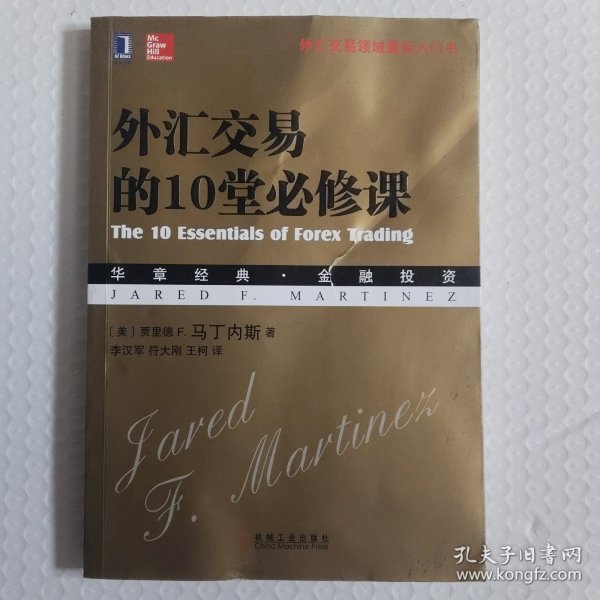 Mc
Graw
Hill
Education
外汇交易领域最佳入门书
外汇交易
的10堂必修课
The 10 Essentials of Forex Trading
华章经典·金融投资
JARED F. MARTINEZ
〔美〕贾里德 F. 马丁内斯 著
李汉军 符大刚 王柯 译
Jared
F. Martinez
机械工业出版社
China Machine Press
孔夫子旧书网
www.kongfz.com